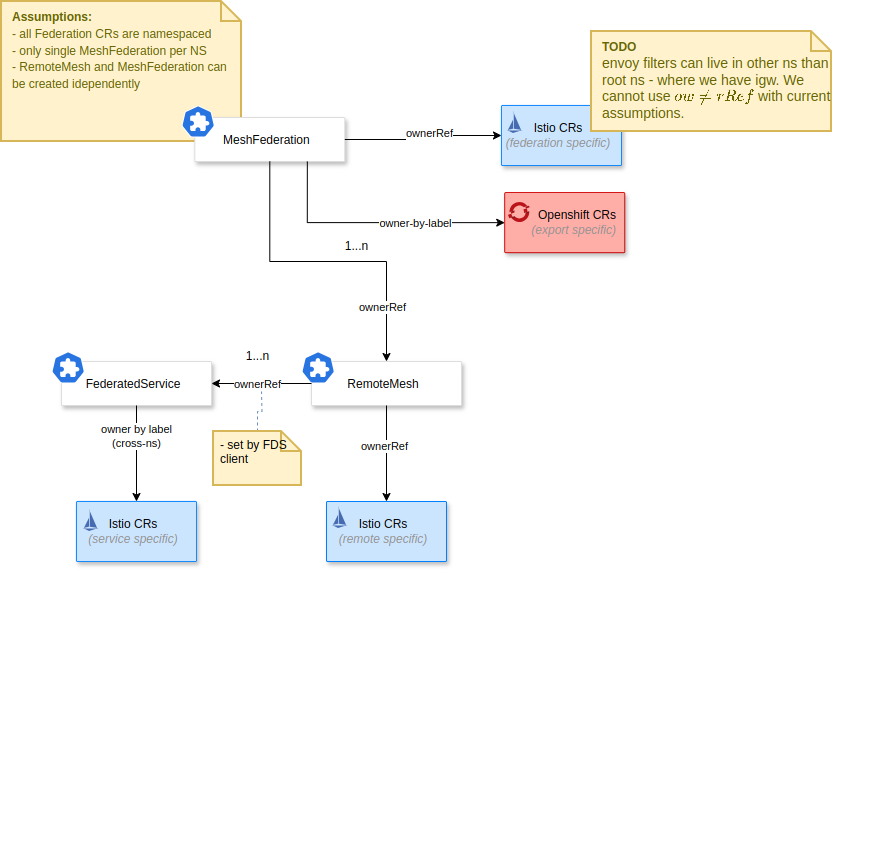 Assumptions:
- all Federation CRs are namespaced
- only single MeshFederation per NS
- RemoteMesh and MeshFederation can
be created idependently
TODO
envoy filters can live in other ns than
root ns - where we have igw. We
cannot use ow ≠ rRef with current
assumptions.
MeshFederation
ownerRef
Istio CRs
(federation specific)
owner-by-label
Openshift CRs
(export specific)
1...n
ownerRef
1...n
FederatedService
ownerRef
RemoteMesh
owner by label
(cross-ns)
- set by FDS
client
ownerRef
Istio CRs
(service specific)
Istio CRs
(remote specific)